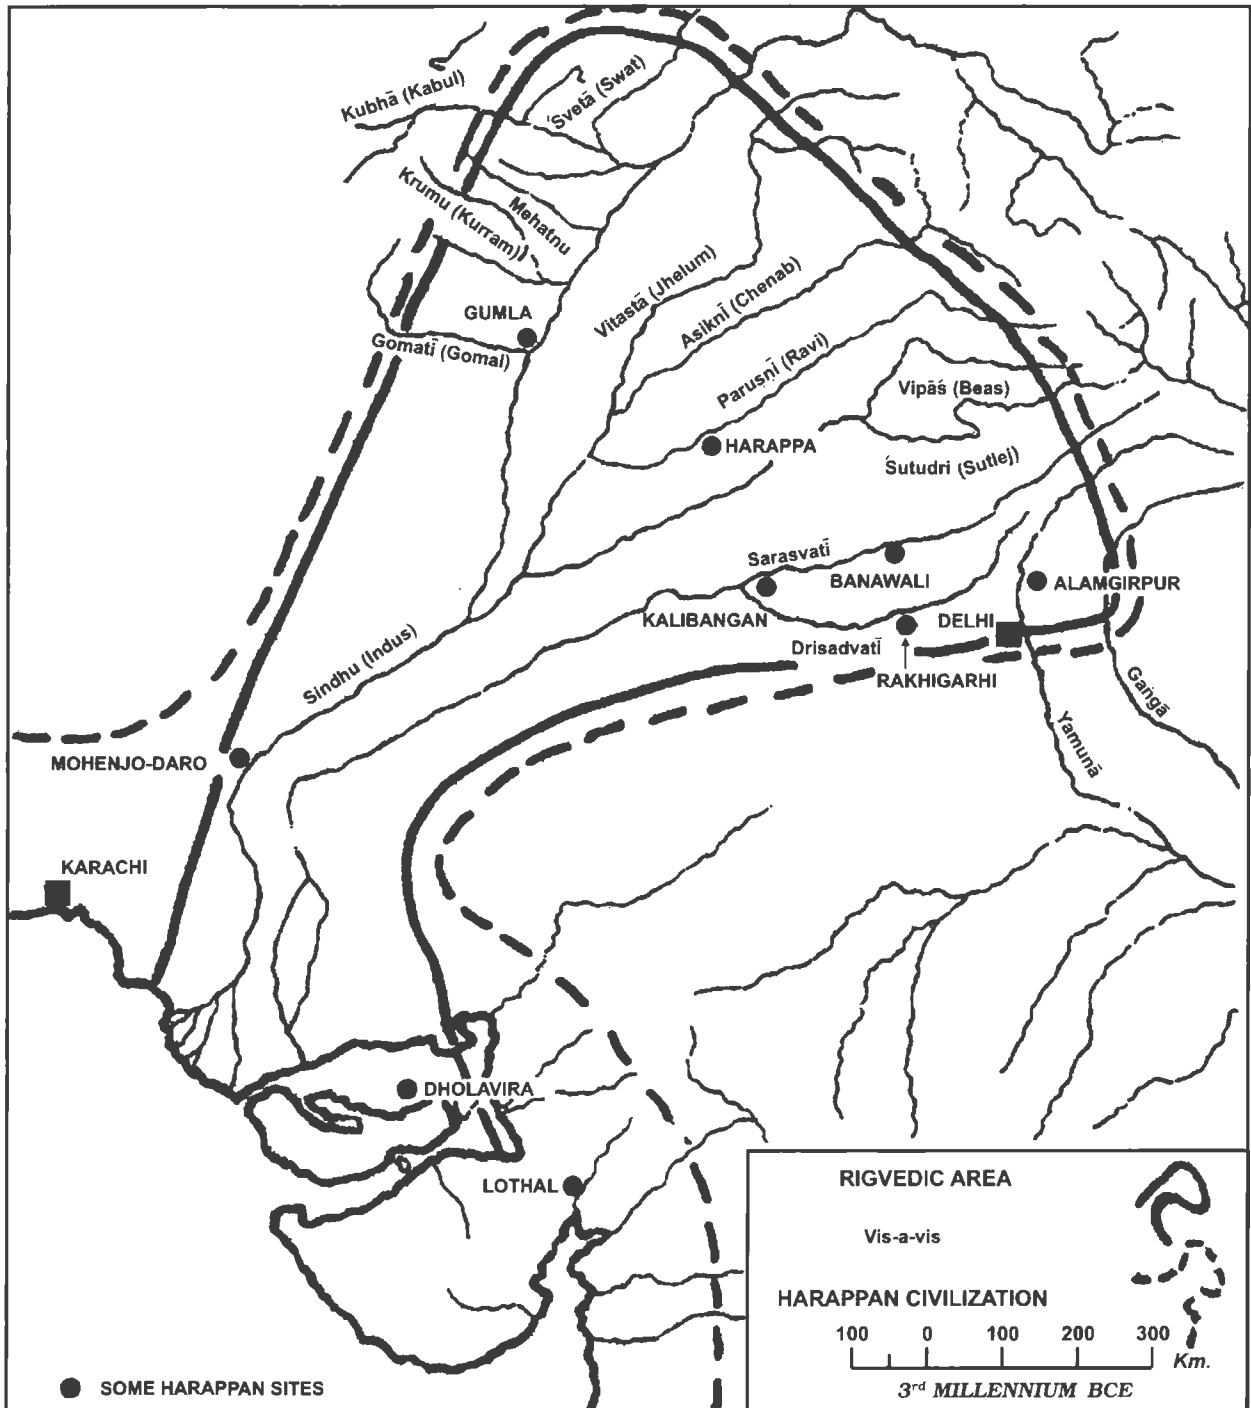 Kubhā (Kabul)
'Svetā (Swat)
Krumu (Kurram)
Mehatnu
GUMLA
Gomatī (Gomal)
Vitastā (Jhelum)
Asiknī (Chenab)
Parusṇī (Ravi)
Vipāś (Beas)
HARAPPA
Śutudri (Sutlej)
Sarasvatī
BANAWALI
ALAMGIRPUR
KALIBANGAN
DELHI
Drisadvatī
RAKHIGARHI
Sindhu (Indus)
Gaṅgā
Yamunā
MOHENJO-DARO
KARACHI
DHOLAVIRA
LOTHAL
RIGVEDIC AREA
Vis-a-vis
HARAPPAN CIVILIZATION
100 0 100 200 300
Km.
3rd MILLENNIUM BCE
SOME HARAPPAN SITES